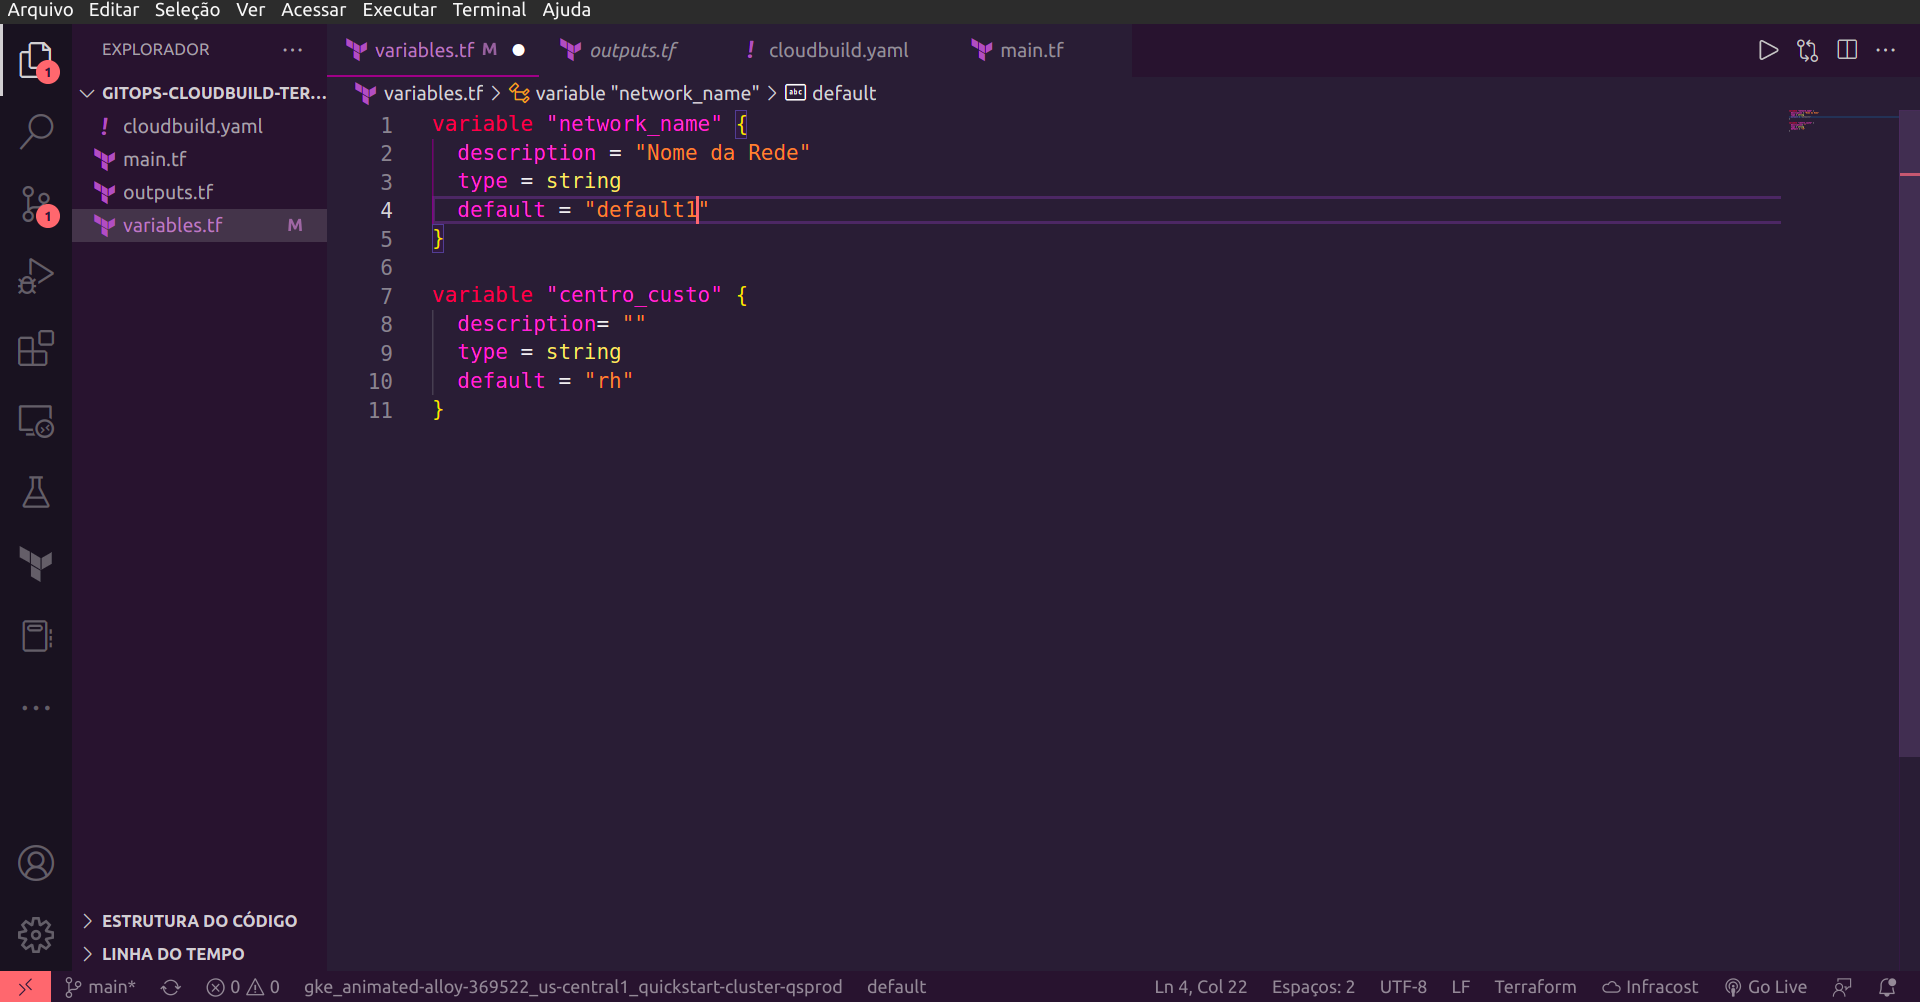 Arquivo Editar Seleção Ver Acessar Executar Terminal Ajuda
EXPLORADOR
variables.tf M
outputs.tf
! cloudbuild.yaml
main.tf
1
GITOPS-CLOUDBUILD-TER...
variables.tf > variable "network_name" > abc default
! cloudbuild.yaml
main.tf
outputs.tf
variables.tf M
1
1 variable "network_name" {
2 description = "Nome da Rede"
3 type = string
4 default = "default1"
5 }
6
7 variable "centro_custo" {
8 description= ""
9 type = string
10 default = "rh"
11 }
ESTRUTURA DO CÓDIGO
LINHA DO TEMPO
main* 0 0 gke_animated-alloy-369522_us-central1_quickstart-cluster-qsprod default Ln 4, Col 22 Espaços: 2 UTF-8 LF Terraform Infracost Go Live